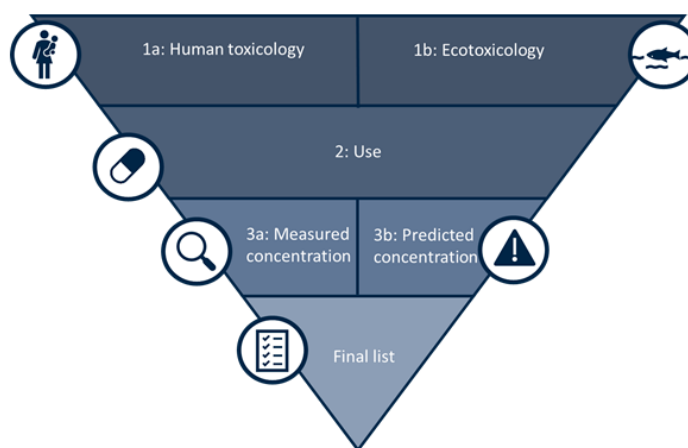 1a: Human toxicology
1b: Ecotoxicology
2: Use
3a: Measured
concentration
3b: Predicted
concentration
Final list